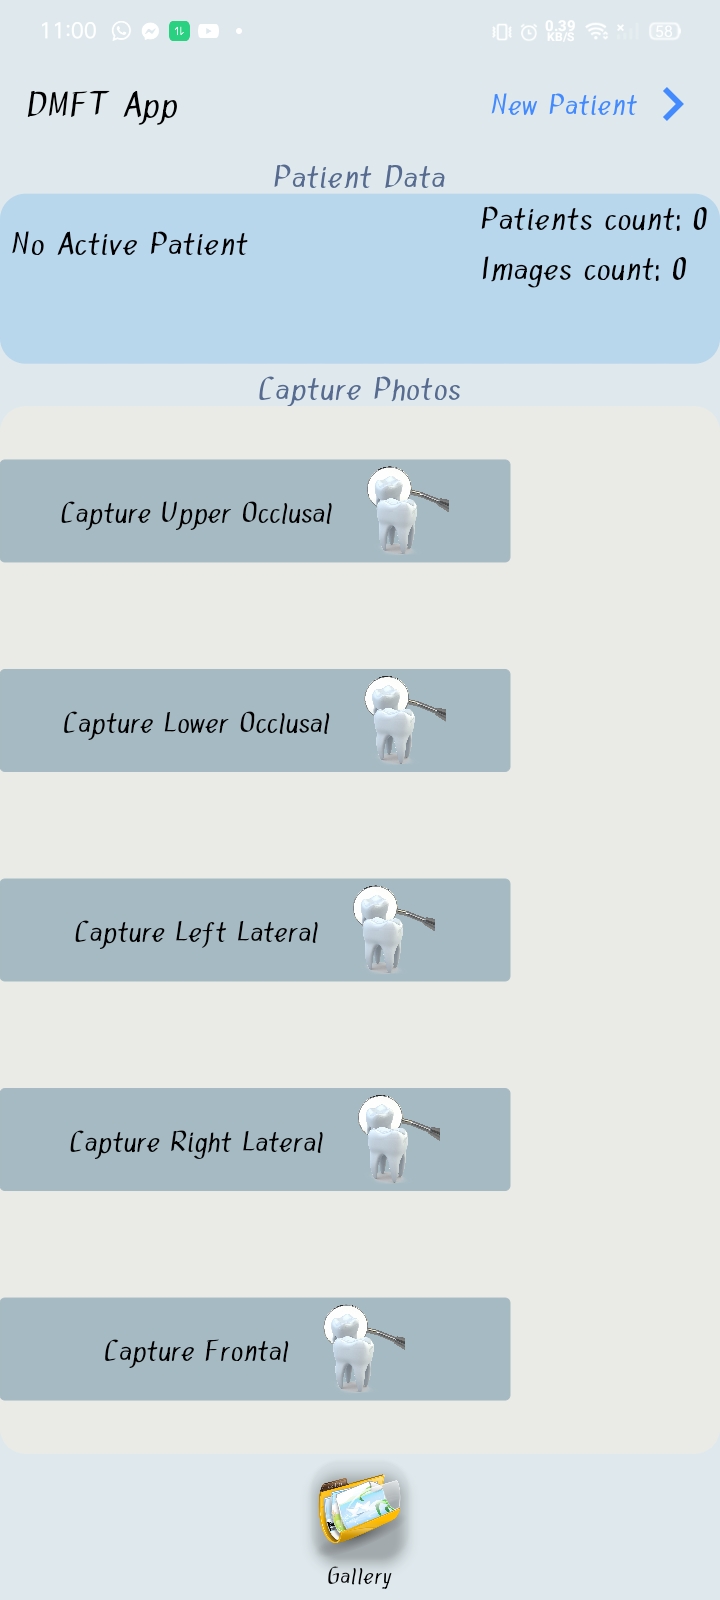 11:00
0.39
KB/S
58
DMFT App
New Patient
Patient Data
No Active Patient
Patients count: 0
Images count: 0
Capture Photos
Capture Upper Occlusal
Capture Lower Occlusal
Capture Left Lateral
Capture Right Lateral
Capture Frontal
Gallery